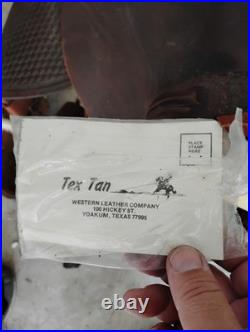 PLACE
STAMP
HERE
Tex Tan
WESTERN LEATHER COMPANY
100 HICKEY ST.
YOAKUM, TEXAS 77995